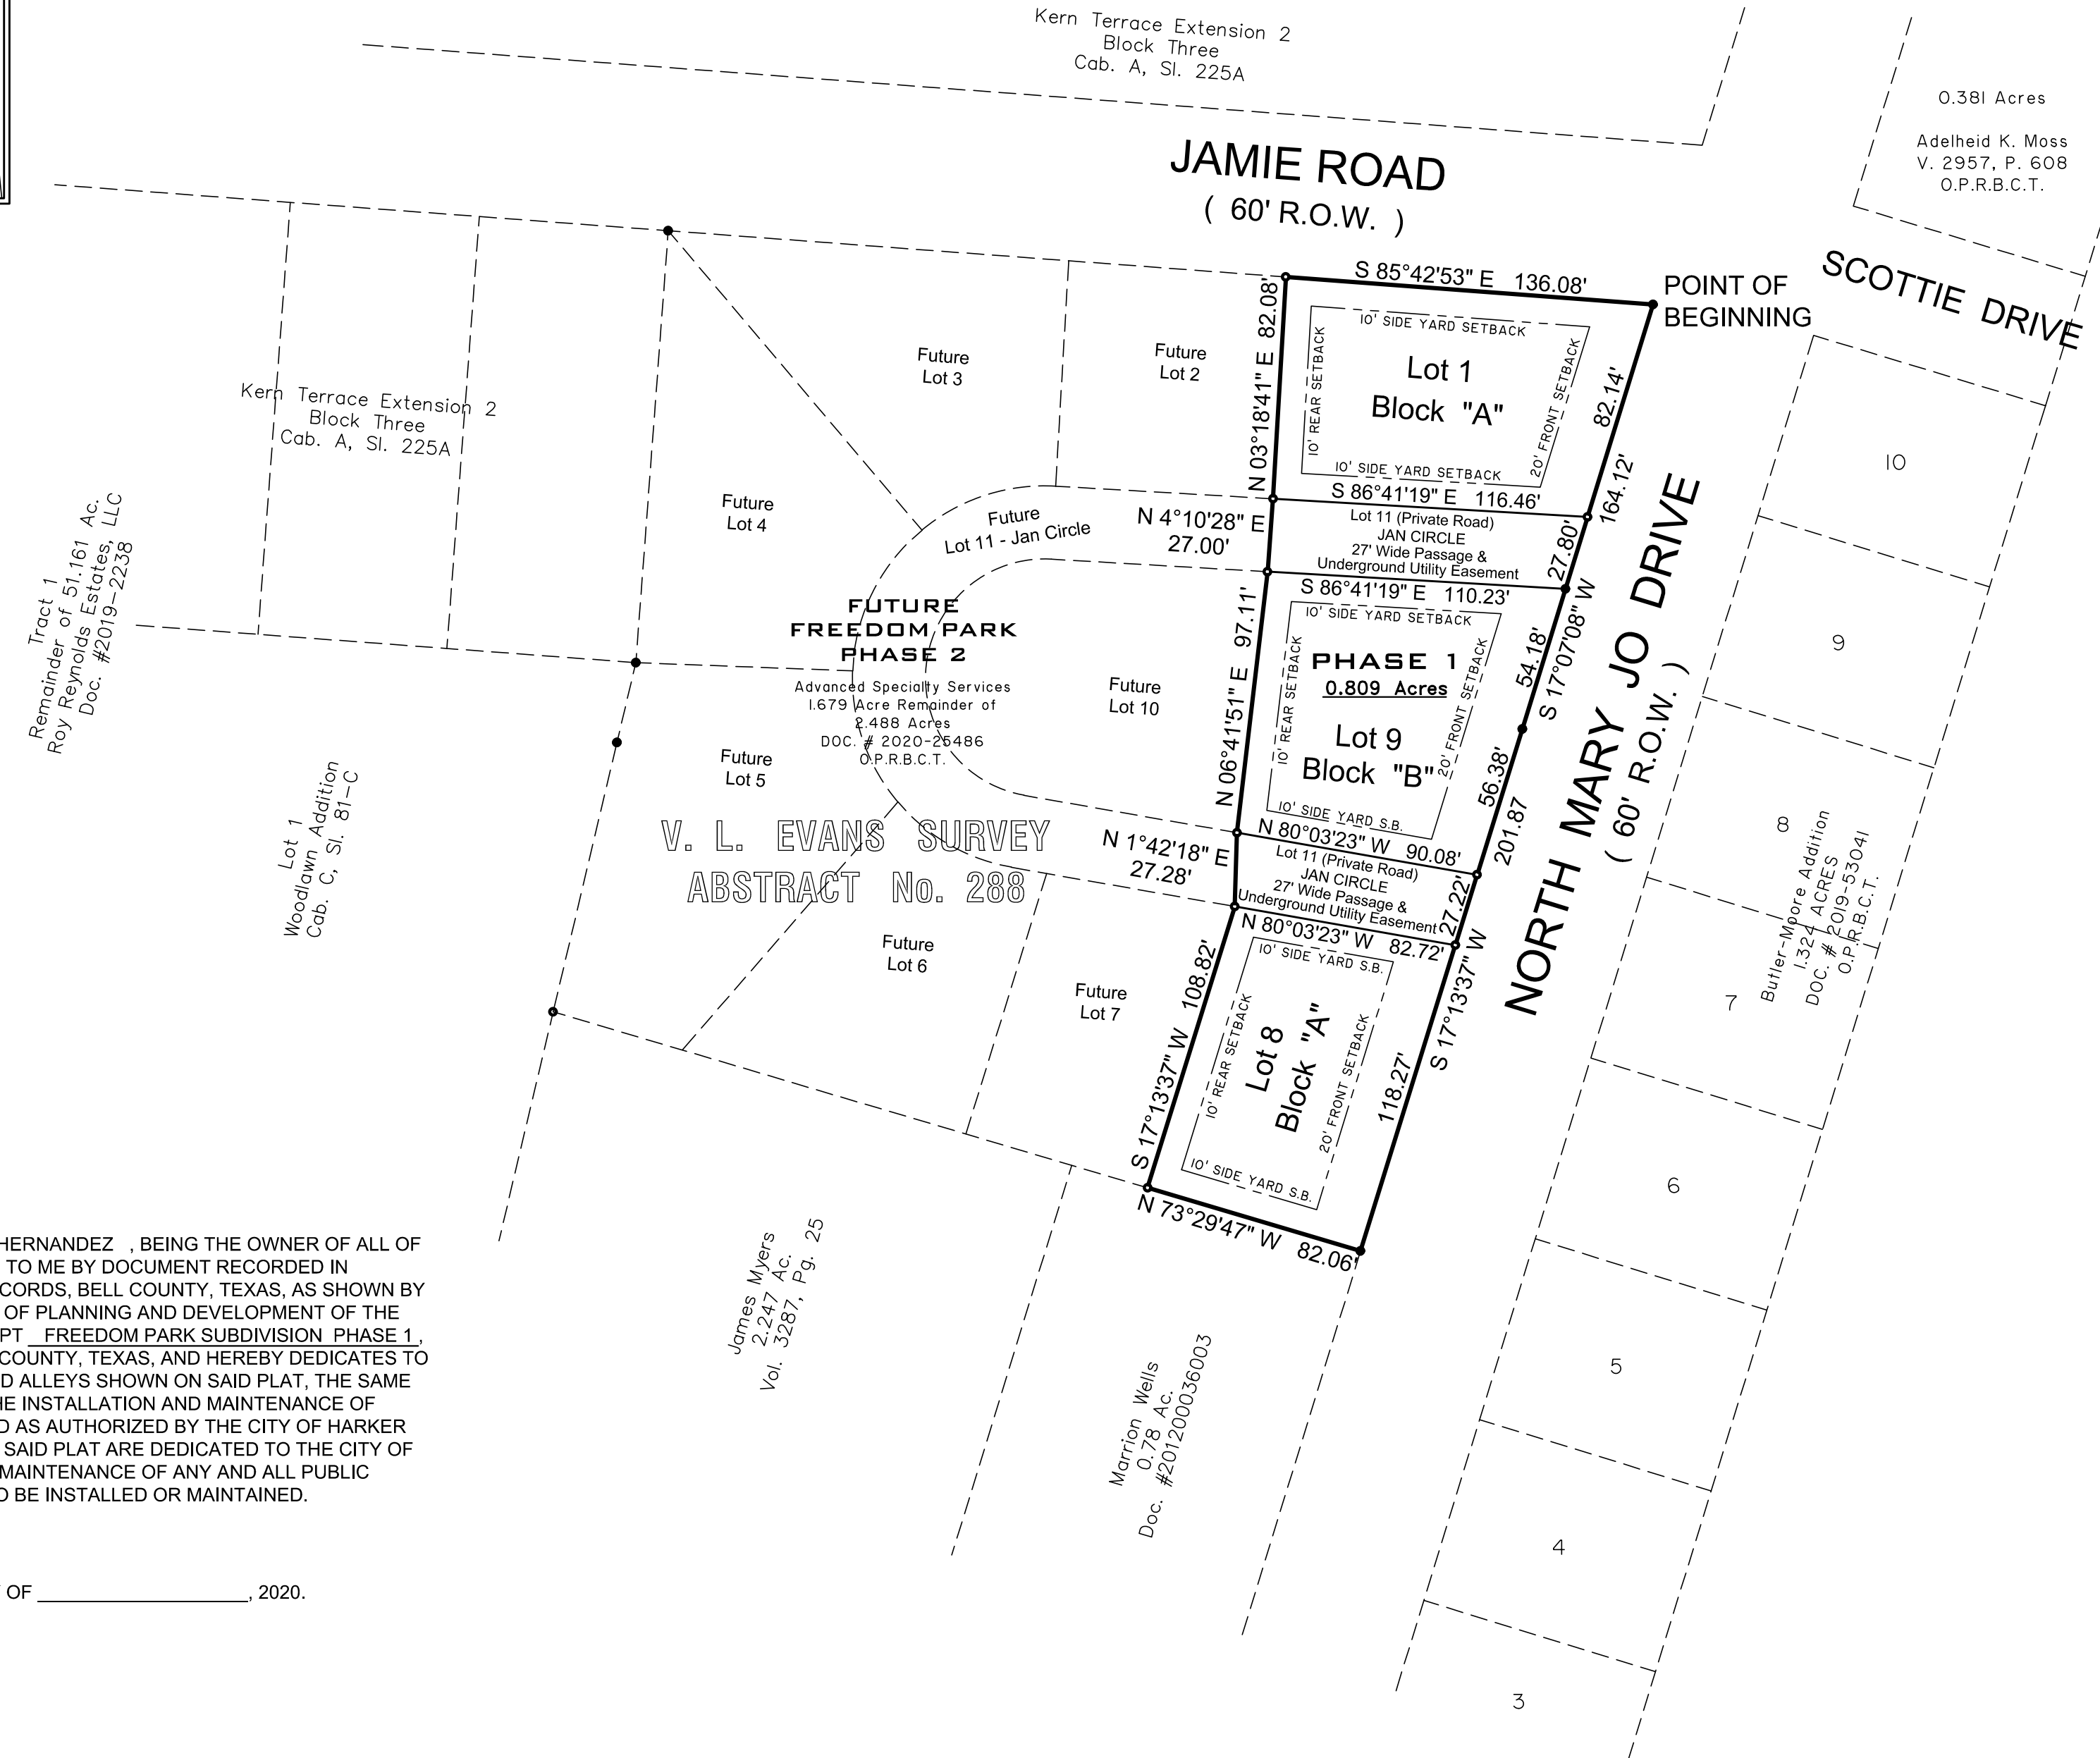 Kern Terrace Extension 2
Block Three
Cab. A, Sl. 225A
0.381 Acres
Adelheid K. Moss
V. 2957, P. 608
O.P.R.B.C.T.
JAMIE ROAD
( 60' R.O.W. )
SCOTTIE DRIVE
S 85°42'53" E 136.08'
POINT OF
BEGINNING
N 03°18'41" E 82.08'
10' SIDE YARD SETBACK
10' REAR SETBACK
Lot 1
Block "A"
20' FRONT SETBACK
10' SIDE YARD SETBACK
82.14'
164.12'
Future
Lot 3
Future
Lot 2
Kern Terrace Extension 2
Block Three
Cab. A, Sl. 225A
Future
Lot 4
Future
Lot 11 - Jan Circle
N 4°10'28" E
27.00'
S 86°41'19" E 116.46'
Lot 11 (Private Road)
JAN CIRCLE
27' Wide Passage &
Underground Utility Easement
27.80'
S 86°41'19" E 110.23'
Tract 1
Remainder of 51.161 Ac.
Roy Reynolds Estates, LLC
Doc. #2019-2238
FUTURE
FREEDOM PARK
PHASE 2
Advanced Specialty Services
1.679 Acre Remainder of
2.488 Acres
DOC. # 2020-25486
O.P.R.B.C.T.
Future
Lot 10
N 06°41'51" E 97.11'
10' SIDE YARD SETBACK
10' REAR SETBACK
PHASE 1
0.809 Acres
Lot 9
Block "B"
20' FRONT SETBACK
10' SIDE YARD S.B.
54.18'
S 17°07'08" W
56.38'
201.87
NORTH MARY JO DRIVE
( 60' R.O.W. )
10
9
8
7
6
5
4
3
Butler-Moore Addition
1.324 ACRES
DOC. # 2019-53041
O.P.R.B.C.T.
Future
Lot 5
Lot 1
Woodlawn Addition
Cab. C, Sl. 81-C
V. L. EVANS SURVEY
ABSTRACT No. 288
N 1°42'18" E
27.28'
N 80°03'23" W 90.08'
Lot 11 (Private Road)
JAN CIRCLE
27' Wide Passage &
Underground Utility Easement
27.22'
N 80°03'23" W 82.72'
Future
Lot 6
Future
Lot 7
S 17°13'37" W 108.82'
10' SIDE YARD S.B.
10' REAR SETBACK
Lot 8
Block "A"
20' FRONT SETBACK
10' SIDE YARD S.B.
118.27'
S 17°13'37" W
N 73°29'47" W 82.06'
James Myers
2.247 Ac.
Vol. 3287, Pg. 25
Marrion Wells
0.78 Ac.
Doc. #201200036003
HERNANDEZ , BEING THE OWNER OF ALL OF
TO ME BY DOCUMENT RECORDED IN
CORDS, BELL COUNTY, TEXAS, AS SHOWN BY
OF PLANNING AND DEVELOPMENT OF THE
PT FREEDOM PARK SUBDIVISION PHASE 1 ,
COUNTY, TEXAS, AND HEREBY DEDICATES TO
D ALLEYS SHOWN ON SAID PLAT, THE SAME
HE INSTALLATION AND MAINTENANCE OF
D AS AUTHORIZED BY THE CITY OF HARKER
SAID PLAT ARE DEDICATED TO THE CITY OF
MAINTENANCE OF ANY AND ALL PUBLIC
O BE INSTALLED OR MAINTAINED.
OF ____________________, 2020.